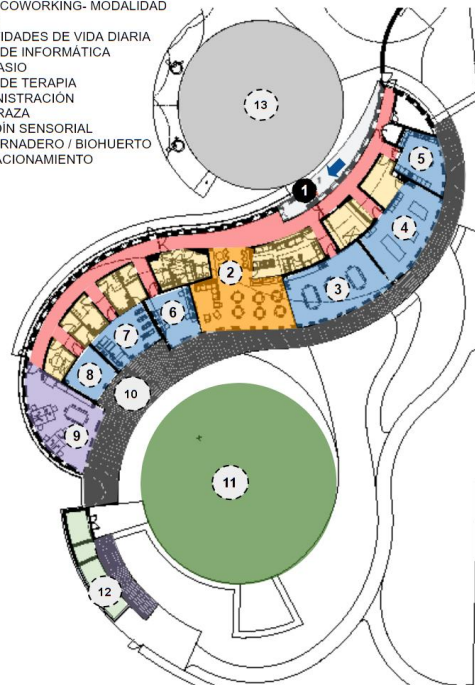 COWORKING- MODALIDAD
IDADES DE VIDA DIARIA
DE INFORMÁTICA
ASIO
DE TERAPIA
NISTRACIÓN
RAZA
DÍN SENSORIAL
ERNADERO / BIOHUERTO
ACIONAMIENTO
13
1
5
4
2
3
6
7
8
10
9
11
12